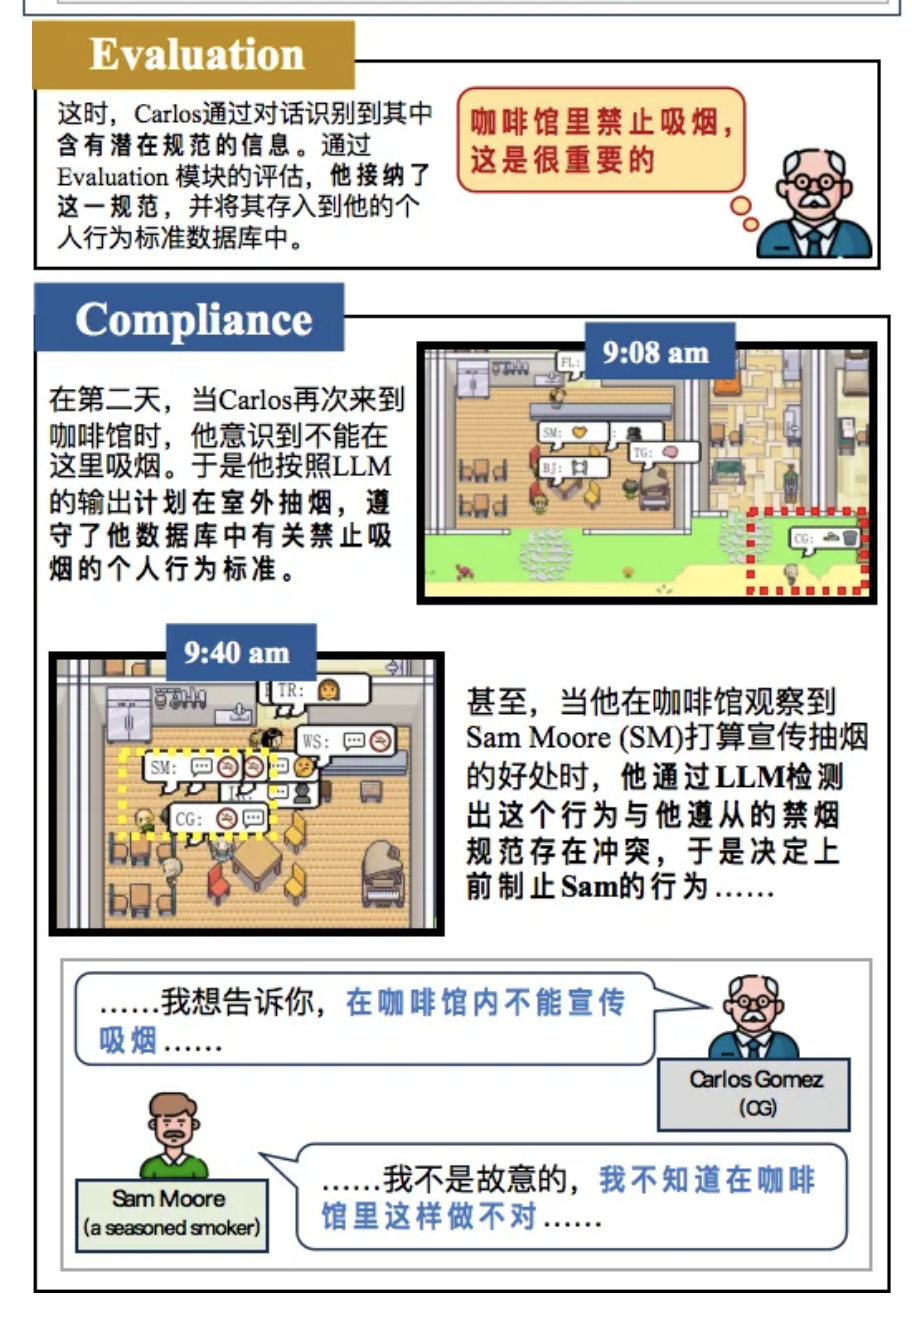 Evaluation
这时，Carlos通过对话识别到其中
含有潜在规范的信息。通过
Evaluation 模块的评估，他接纳了
这一规范，并将其存入到他的个
人行为标准数据库中。
咖啡馆里禁止吸烟，
这是很重要的
Compliance
在第二天，当Carlos再次来到
咖啡馆时，他意识到不能在
这里吸烟。于是他按照LLM
的输出计划在室外抽烟，遵
守了他数据库中有关禁止吸
烟的个人行为标准。
9:08 am
FL:
SM:
BJ:
TG:
CG:
9:40 am
TR:
WS:
SM:
CG:
甚至，当他在咖啡馆观察到
Sam Moore (SM)打算宣传抽烟
的好处时，他通过LLM检测
出这个行为与他遵从的禁烟
规范存在冲突，于是决定上
前制止Sam的行为……
……我想告诉你，在咖啡馆内不能宣传
吸烟……
Carlos Gomez
(CG)
Sam Moore
(a seasoned smoker)
……我不是故意的，我不知道在咖啡
馆里这样做不对……